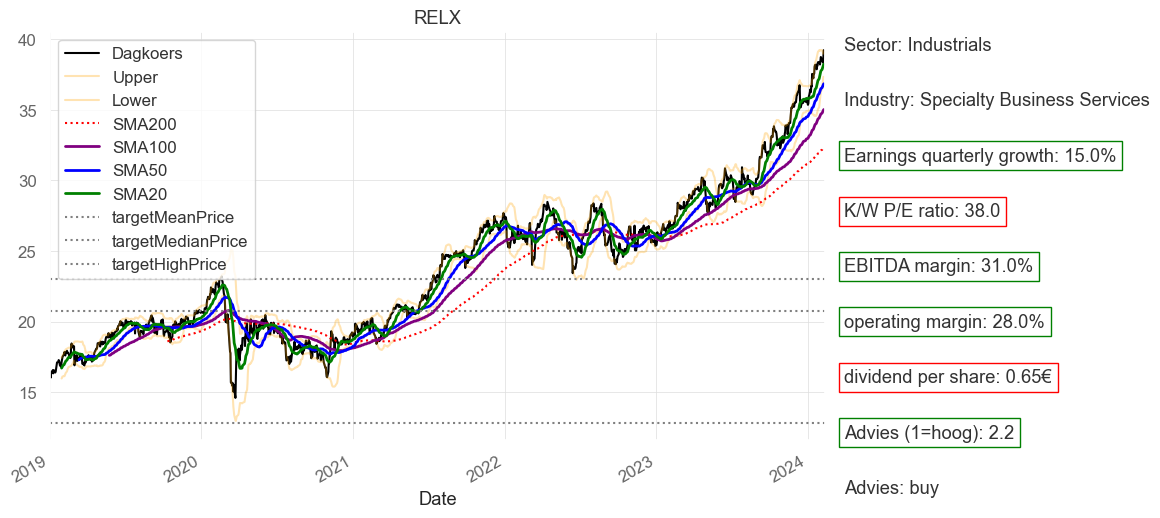 RELX
40
35
30
25
20
15
Dagkoers
Upper
Lower
SMA200
SMA100
SMA50
SMA20
targetMeanPrice
targetMedianPrice
targetHighPrice
2019
2020
2021
2022
2023
2024
Date
Sector: Industrials
Industry: Specialty Business Services
Earnings quarterly growth: 15.0%
K/W P/E ratio: 38.0
EBITDA margin: 31.0%
operating margin: 28.0%
dividend per share: 0.65€
Advies (1=hoog): 2.2
Advies: buy